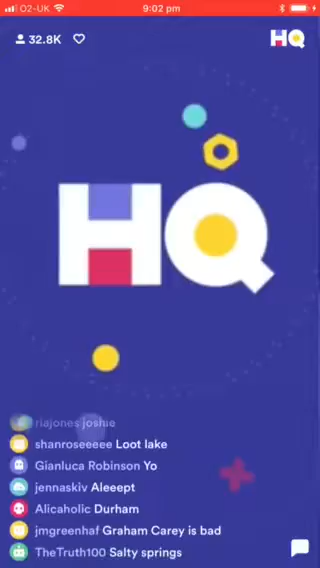 O2-UK 9:02 pm
32.8K HQ
HQ
riajones joshie
shanroseeeee Loot lake
Gianluca Robinson Yo
jennaskiv Aleeept
Alicaholic Durham
jmgreenhaf Graham Carey is bad
TheTruth100 Salty springs